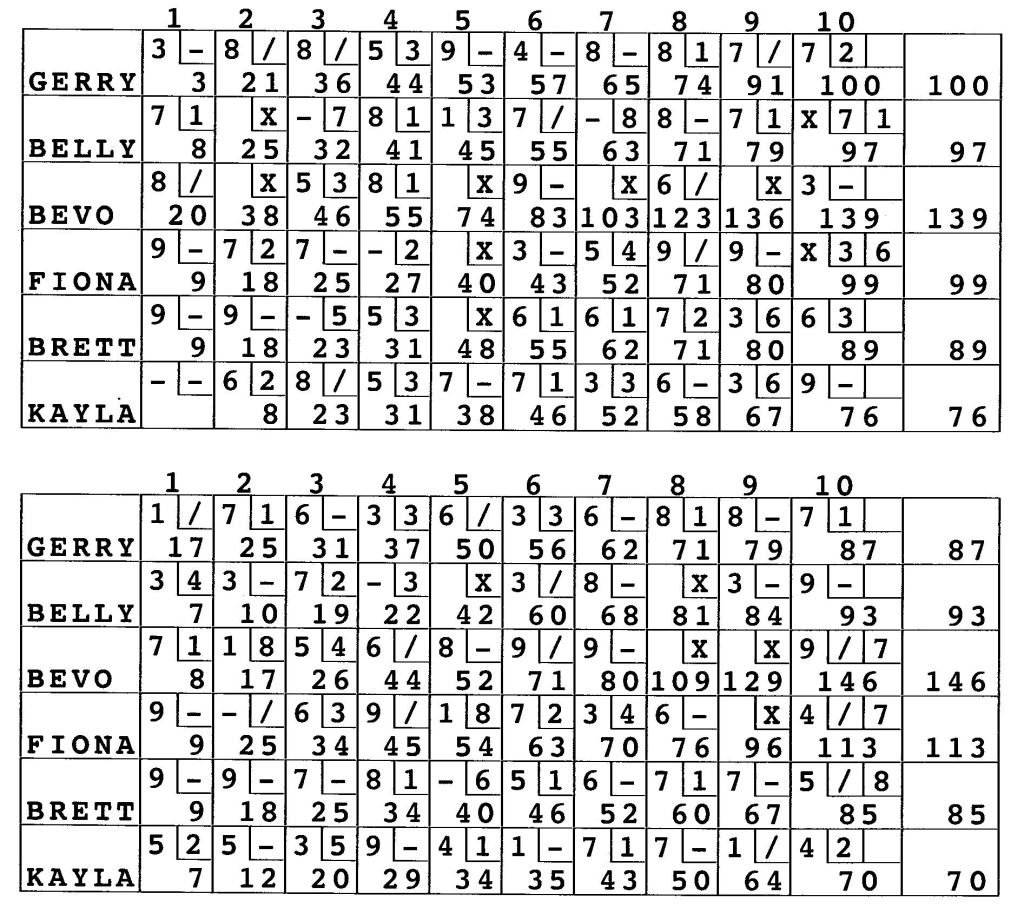 1 2 3 4 5 6 7 8 9 10
3 - 8 / 8 / 5 3 9 - 4 - 8 - 8 1 7 / 7 2
GERRY 3 21 36 44 53 57 65 74 91 100 100
7 1 X - 7 8 1 1 3 7 / - 8 8 - 7 1 X 7 1
BELLY 8 25 32 41 45 55 63 71 79 97 97
8 / X 5 3 8 1 X 9 - X 6 / X 3 -
BEVO 20 38 46 55 74 83 103 123 136 139 139
9 - 7 2 7 - - 2 X 3 - 5 4 9 / 9 - X 3 6
FIONA 9 18 25 27 40 43 52 71 80 99 99
9 - 9 - - 5 5 3 X 6 1 6 1 7 2 3 6 6 3
BRETT 9 18 23 31 48 55 62 71 80 89 89
- - 6 2 8 / 5 3 7 - 7 1 3 3 6 - 3 6 9 -
KAYLA 8 23 31 38 46 52 58 67 76 76
1 2 3 4 5 6 7 8 9 10
1 / 7 1 6 - 3 3 6 / 3 3 6 - 8 1 8 - 7 1
GERRY 17 25 31 37 50 56 62 71 79 87 87
3 4 3 - 7 2 - 3 X 3 / 8 - X 3 - 9 -
BELLY 7 10 19 22 42 60 68 81 84 93 93
7 1 1 8 5 4 6 / 8 - 9 / 9 - X X 9 / 7
BEVO 8 17 26 44 52 71 80 109 129 146 146
9 - - / 6 3 9 / 1 8 7 2 3 4 6 - X 4 / 7
FIONA 9 25 34 45 54 63 70 76 96 113 113
9 - 9 - 7 - 8 1 - 6 5 1 6 - 7 1 7 - 5 / 8
BRETT 9 18 25 34 40 46 52 60 67 85 85
5 2 5 - 3 5 9 - 4 1 1 - 7 1 7 - 1 / 4 2
KAYLA 7 12 20 29 34 35 43 50 64 70 70